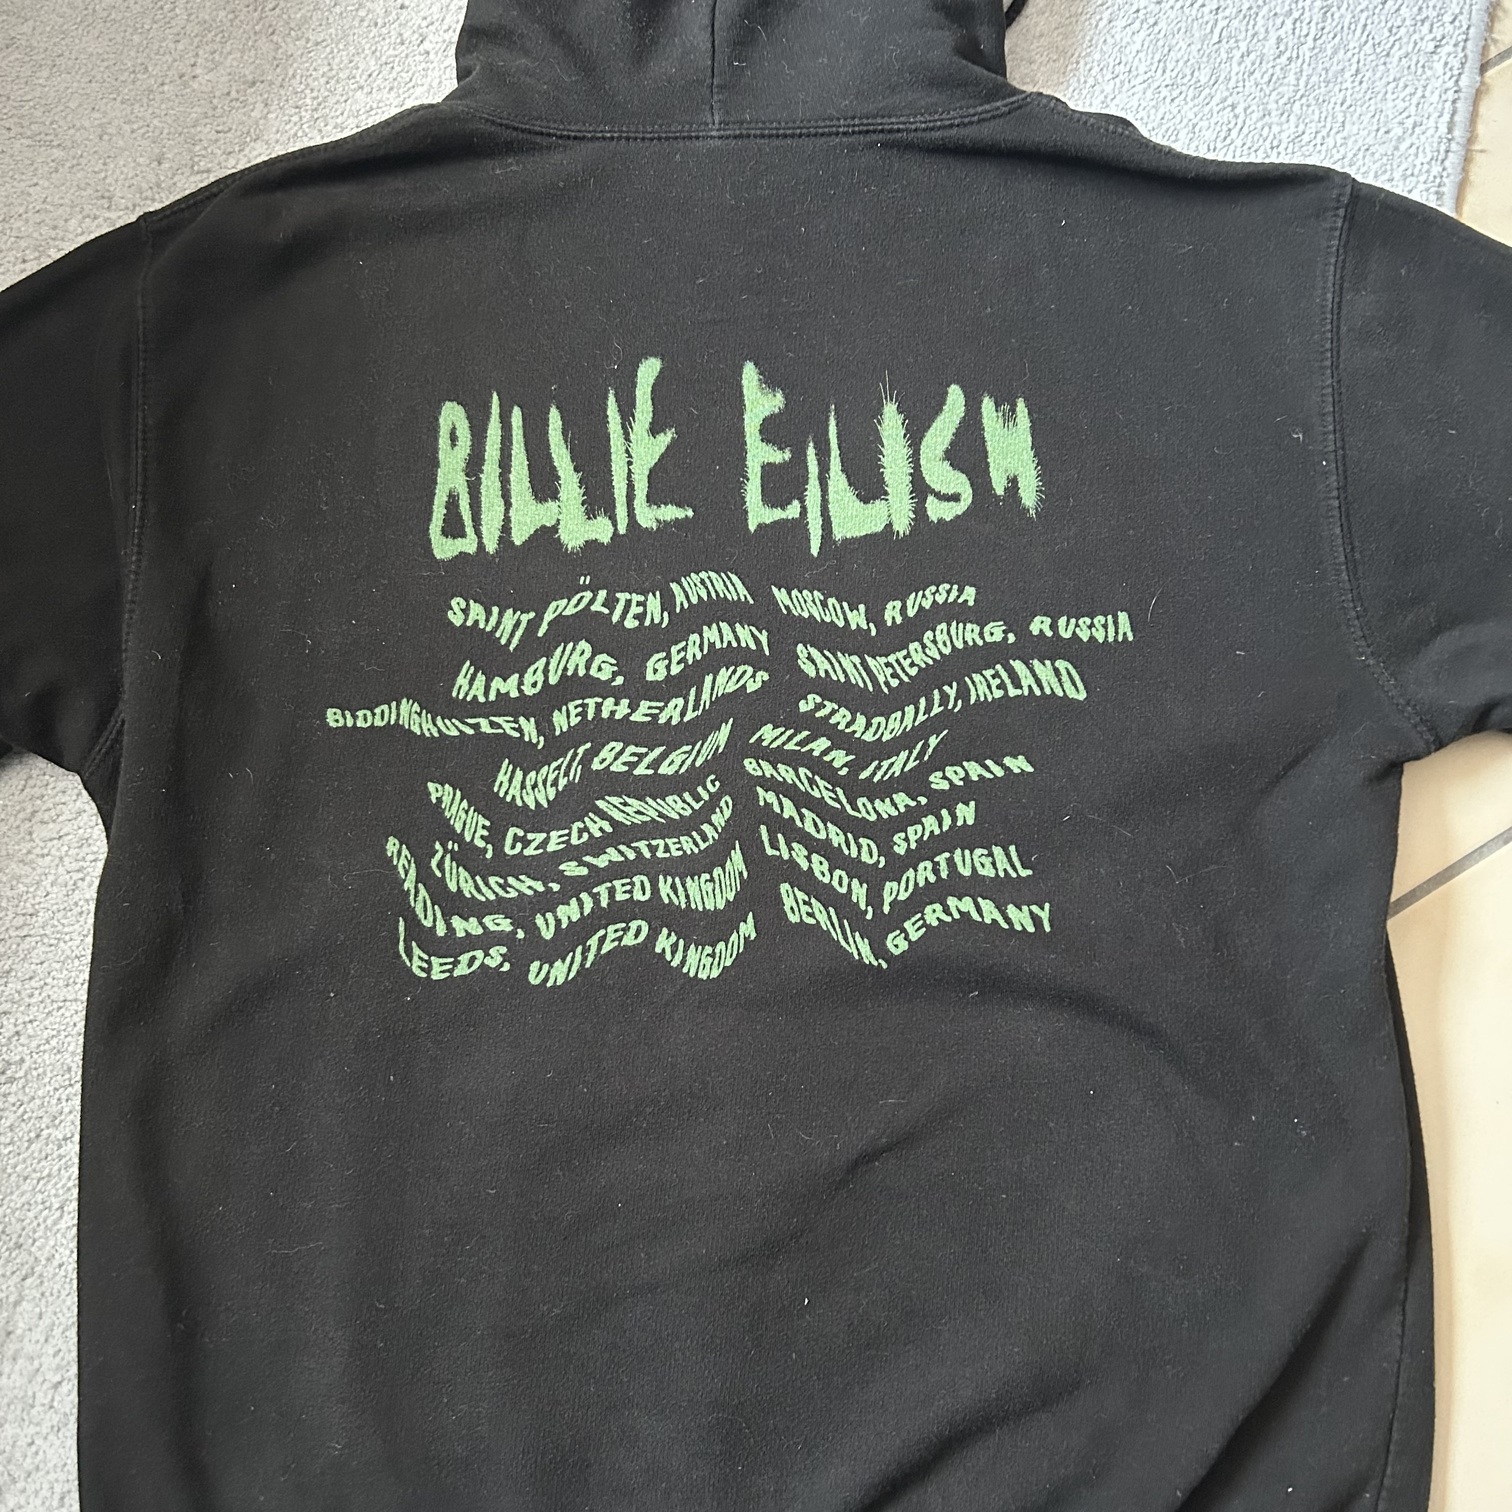 BILLIE EILISH
SAINT PÖLTEN, AUSTRIA
HAMBURG, GERMANY
BIDDINGHUIZEN, NETHERLANDS
HASSELT, BELGIUM
PRAGUE, CZECH REPUBLIC
ZÜRICH, SWITZERLAND
READING, UNITED KINGDOM
LEEDS, UNITED KINGDOM
MOSCOW, RUSSIA
SAINT PETERSBURG, RUSSIA
STRADBALLY, IRELAND
MILAN, ITALY
BARCELONA, SPAIN
MADRID, SPAIN
LISBON, PORTUGAL
BERLIN, GERMANY